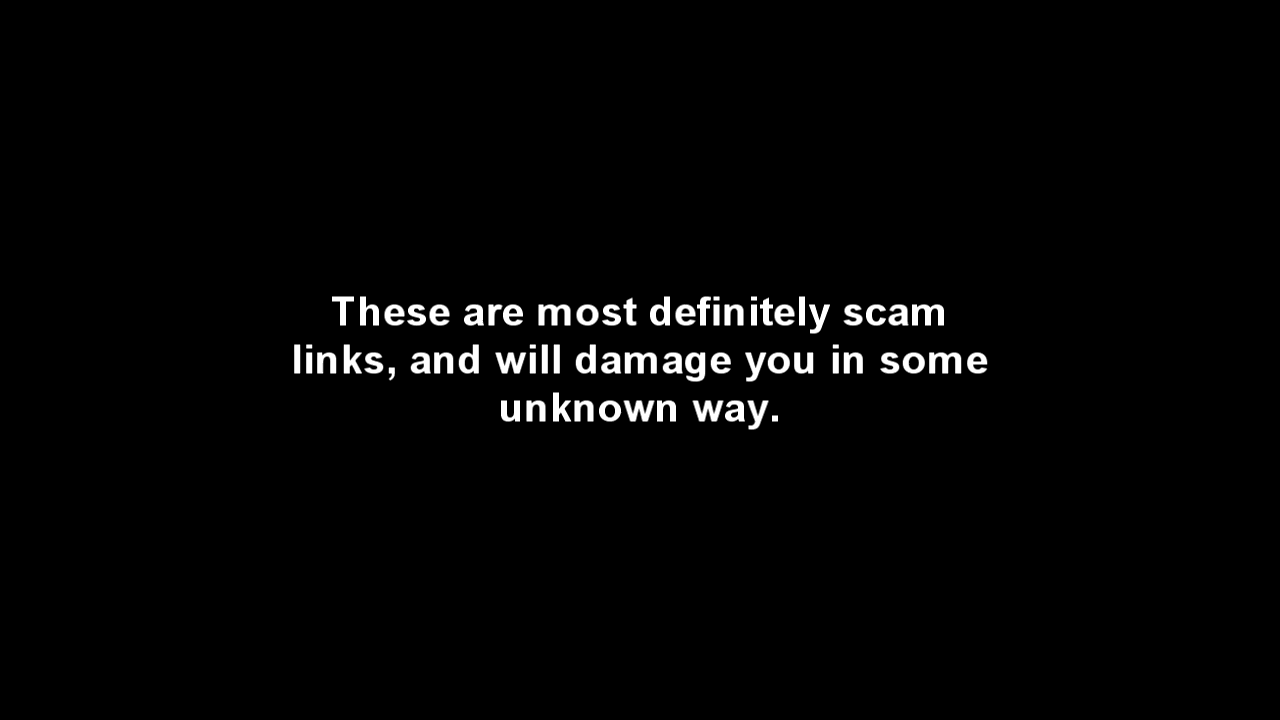 These are most definitely scam
links, and will damage you in some
unknown way.